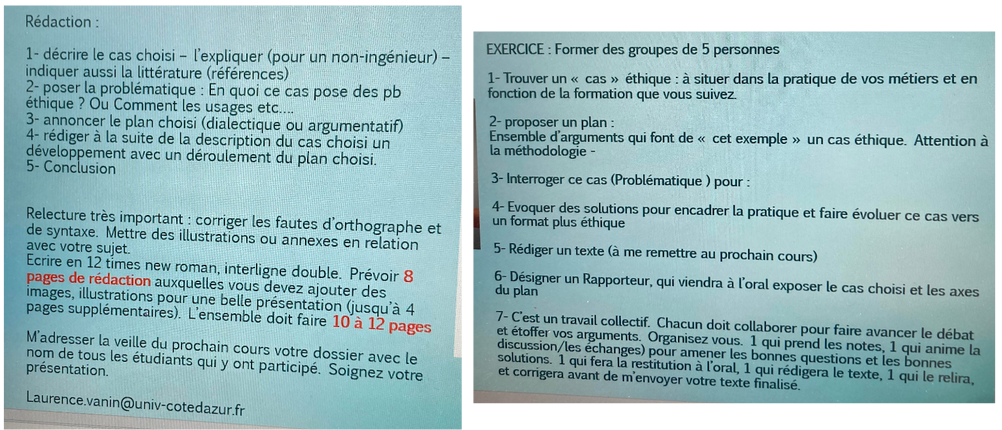 Rédaction :
1- décrire le cas choisi – l'expliquer (pour un non-ingénieur) –
indiquer aussi la littérature (références)
2- poser la problématique : En quoi ce cas pose des pb
éthique ? Ou Comment les usages etc....
3- annoncer le plan choisi (dialectique ou argumentatif)
4- rédiger à la suite de la description du cas choisi un
développement avec un déroulement du plan choisi.
5- Conclusion
Relecture très important : corriger les fautes d'orthographe et
de syntaxe. Mettre des illustrations ou annexes en relation
avec votre sujet.
Ecrire en 12 times new roman, interligne double. Prévoir 8
pages de rédaction auxquelles vous devez ajouter des
images, illustrations pour une belle présentation (jusqu'à 4
pages supplémentaires). L'ensemble doit faire 10 à 12 pages
M'adresser la veille du prochain cours votre dossier avec le
nom de tous les étudiants qui y ont participé. Soignez votre
présentation.
Laurence.vanin@univ-cotedazur.fr
EXERCICE : Former des groupes de 5 personnes
1- Trouver un « cas » éthique : à situer dans la pratique de vos métiers et en
fonction de la formation que vous suivez.
2- proposer un plan :
Ensemble d'arguments qui font de « cet exemple » un cas éthique. Attention à
la méthodologie -
3- Interroger ce cas (Problématique ) pour :
4- Evoquer des solutions pour encadrer la pratique et faire évoluer ce cas vers
un format plus éthique
5- Rédiger un texte (à me remettre au prochain cours)
6- Désigner un Rapporteur, qui viendra à l'oral exposer le cas choisi et les axes
du plan
7- C'est un travail collectif. Chacun doit collaborer pour faire avancer le débat
et étoffer vos arguments. Organisez vous. 1 qui prend les notes, 1 qui anime la
discussion/les échanges) pour amener les bonnes questions et les bonnes
solutions. 1 qui fera la restitution à l'oral, 1 qui rédigera le texte, 1 qui le relira,
et corrigera avant de m'envoyer votre texte finalisé.